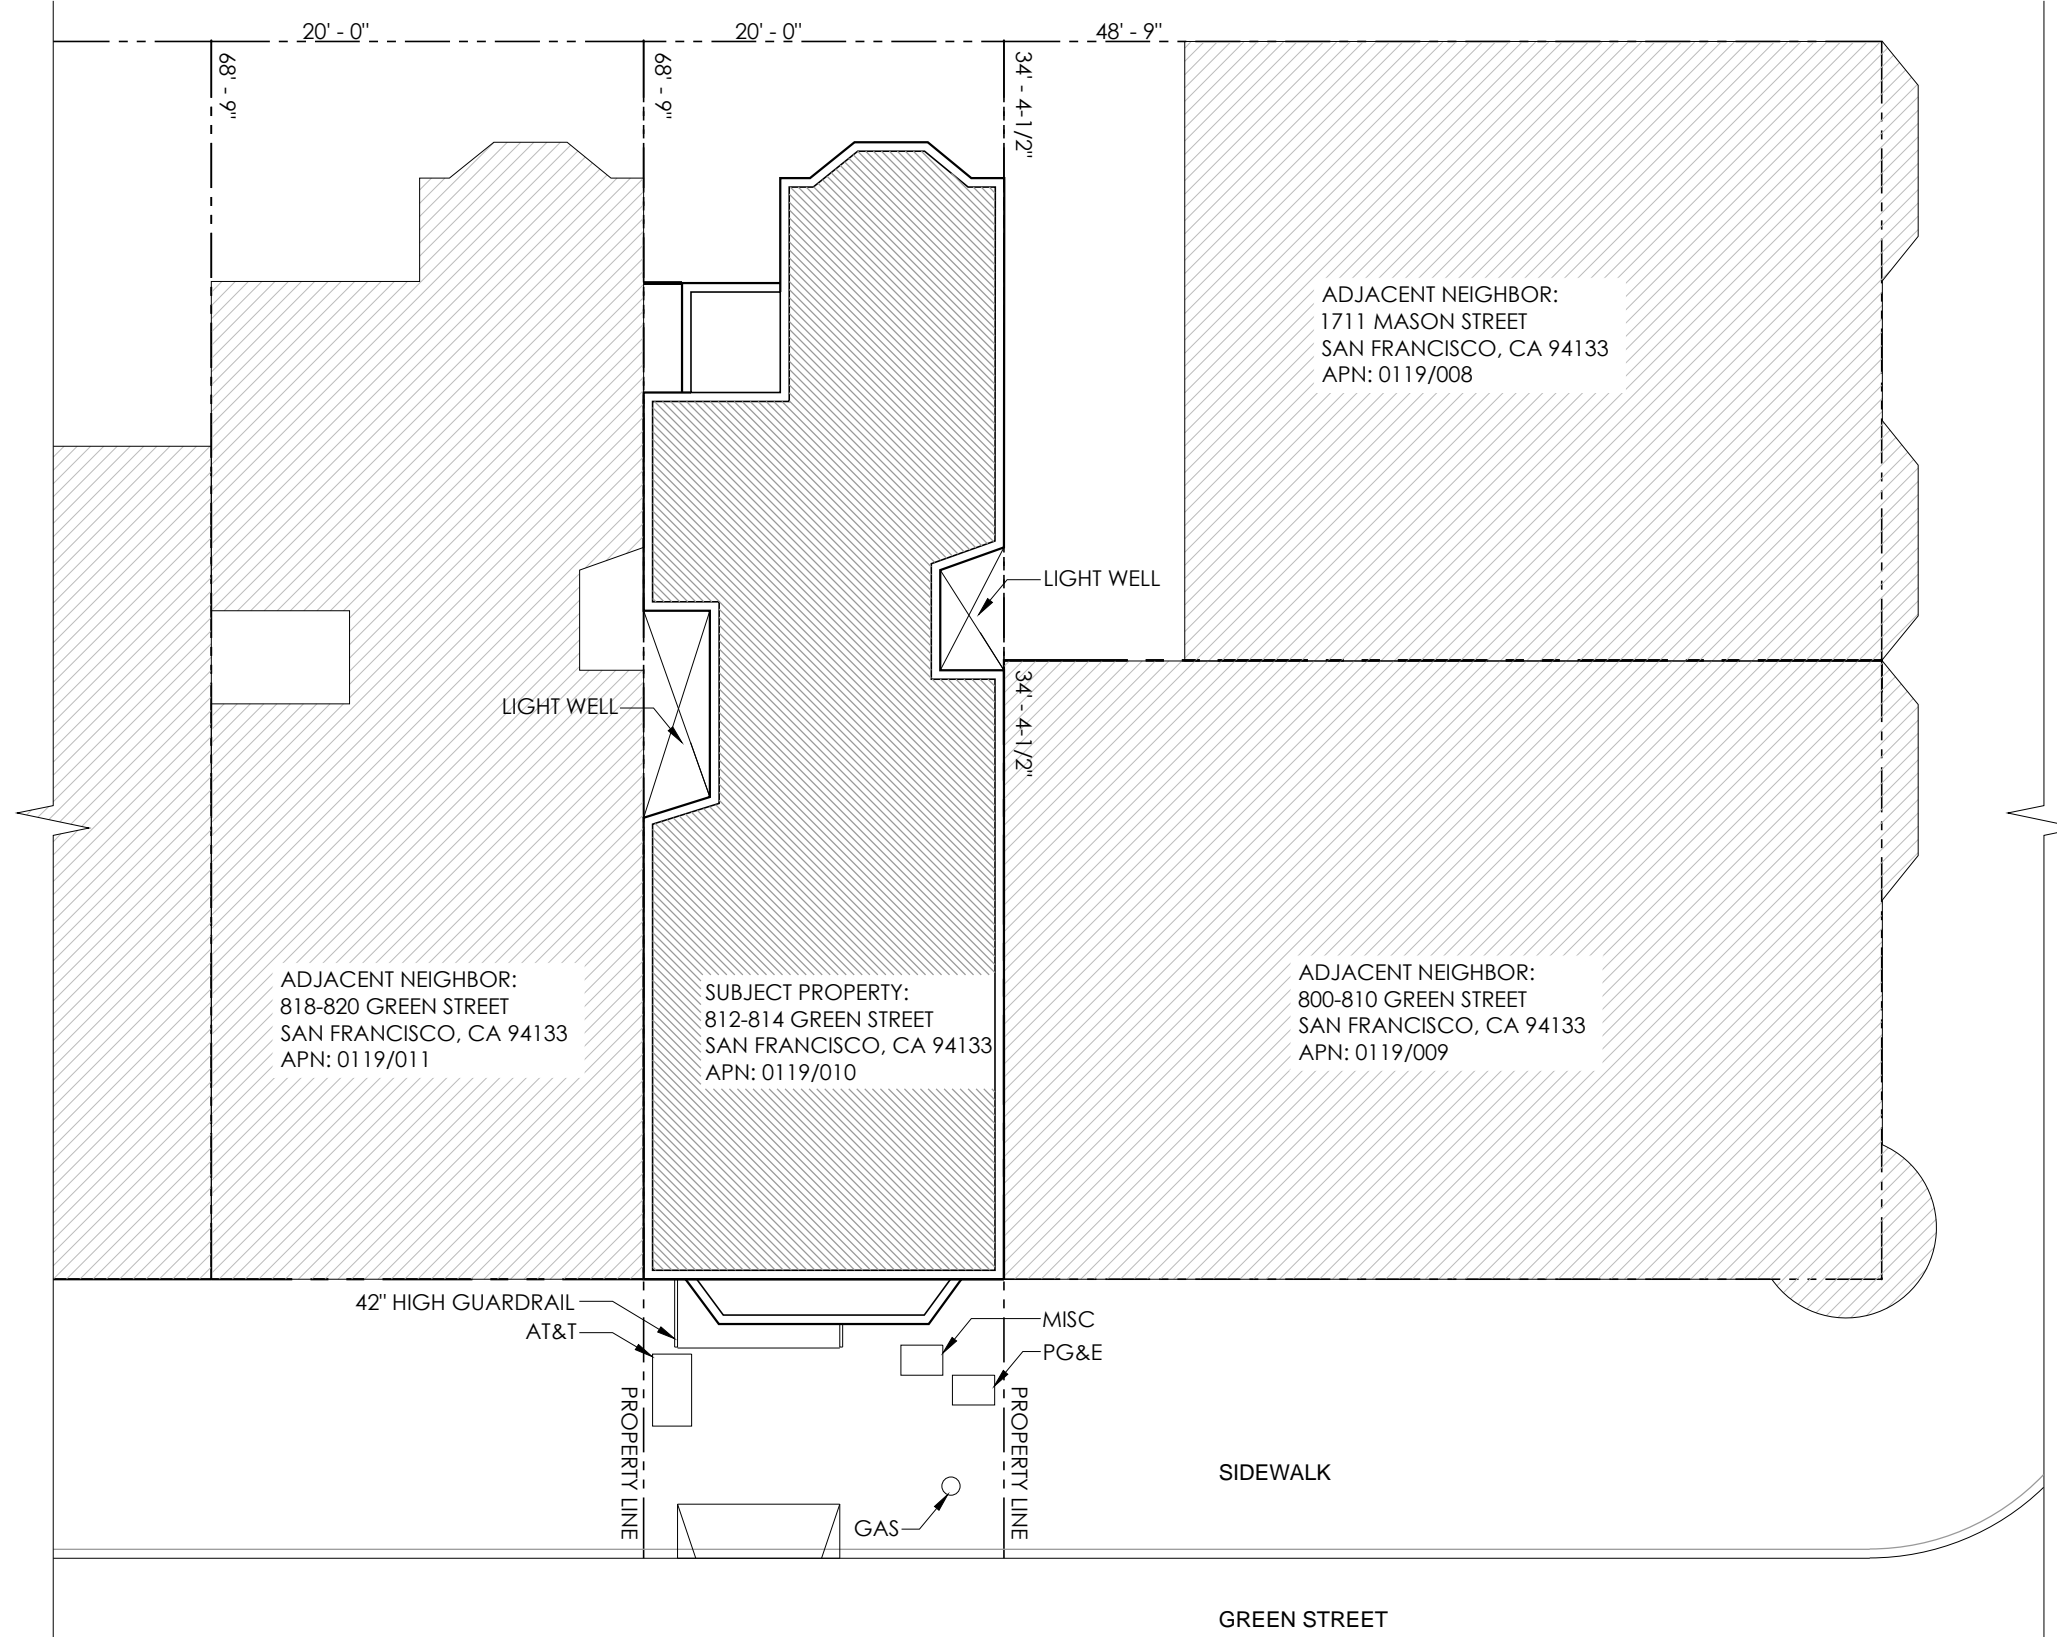 20' - 0"
20' - 0"
48' - 9"
68' - 9"
68' - 9"
34' - 4-1/2"
ADJACENT NEIGHBOR:
1711 MASON STREET
SAN FRANCISCO, CA 94133
APN: 0119/008
LIGHT WELL
34' - 4-1/2"
LIGHT WELL
ADJACENT NEIGHBOR:
818-820 GREEN STREET
SAN FRANCISCO, CA 94133
APN: 0119/011
SUBJECT PROPERTY:
812-814 GREEN STREET
SAN FRANCISCO, CA 94133
APN: 0119/010
ADJACENT NEIGHBOR:
800-810 GREEN STREET
SAN FRANCISCO, CA 94133
APN: 0119/009
42" HIGH GUARDRAIL
AT&T
MISC
PG&E
PROPERTY LINE
PROPERTY LINE
SIDEWALK
GAS
GREEN STREET